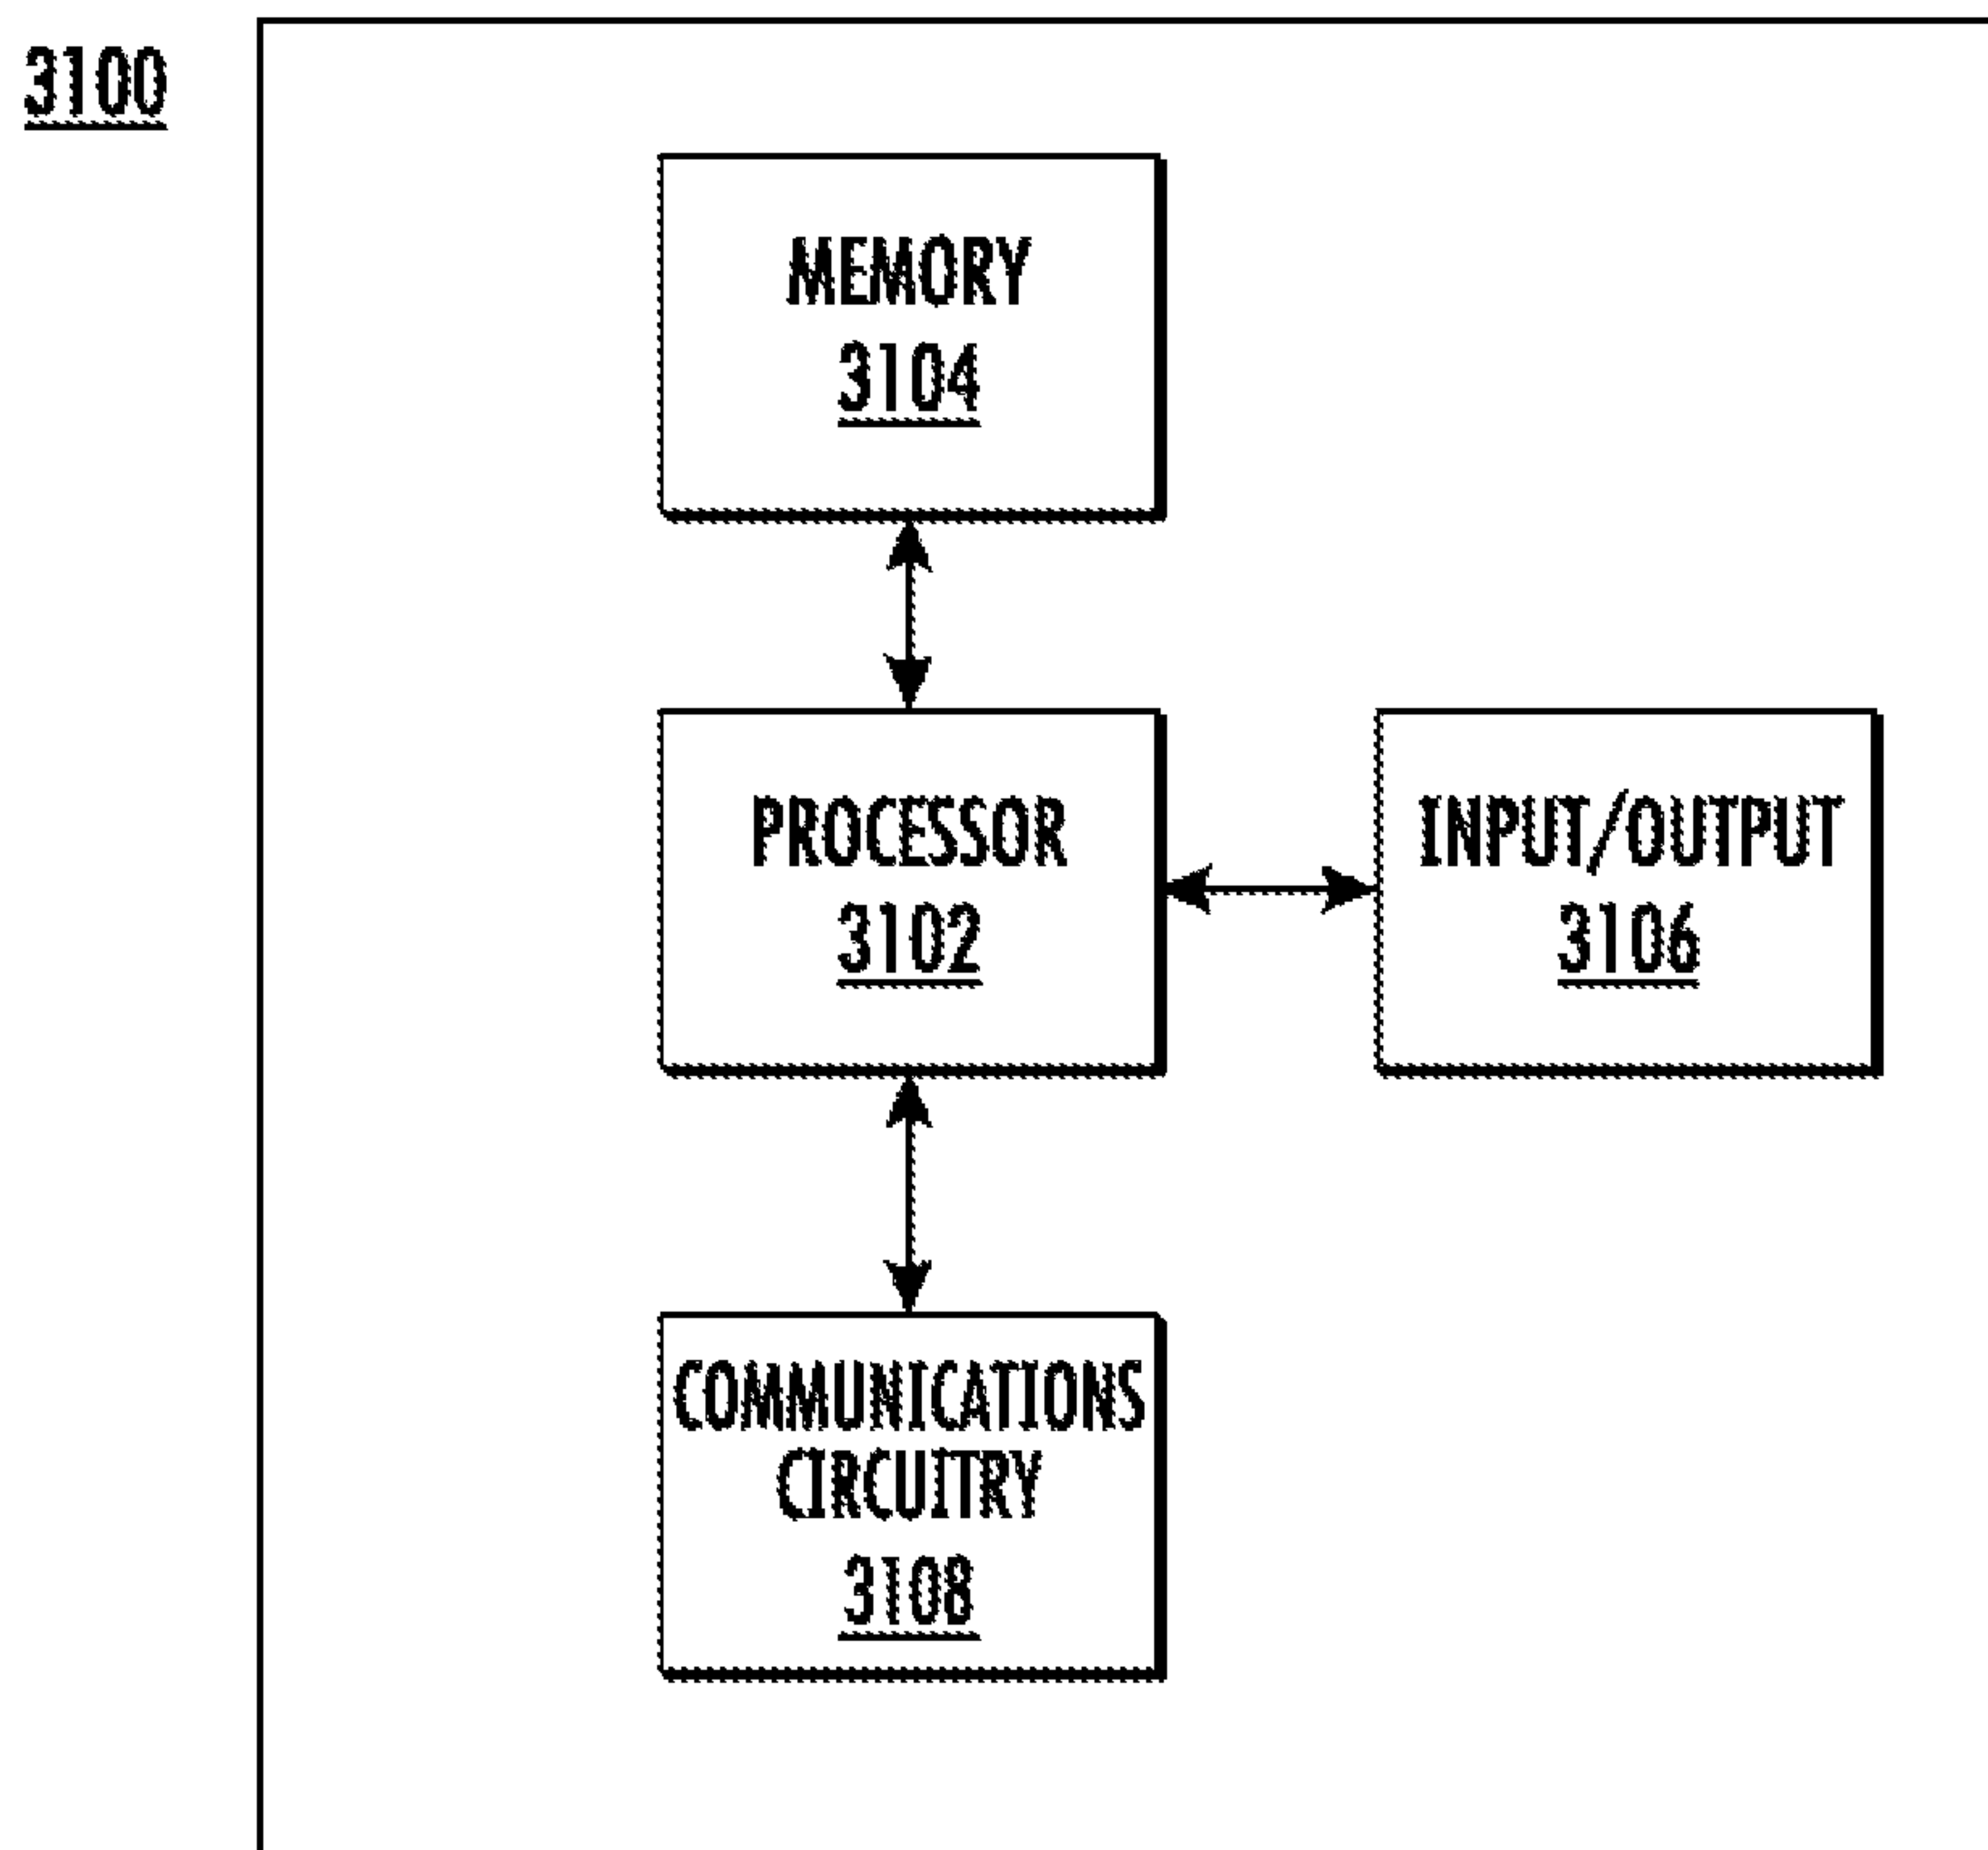 3100
MEMORY
3104
PROCESSOR
3102
INPUT/OUTPUT
3106
COMMUNICATIONS
CIRCUITRY
3108